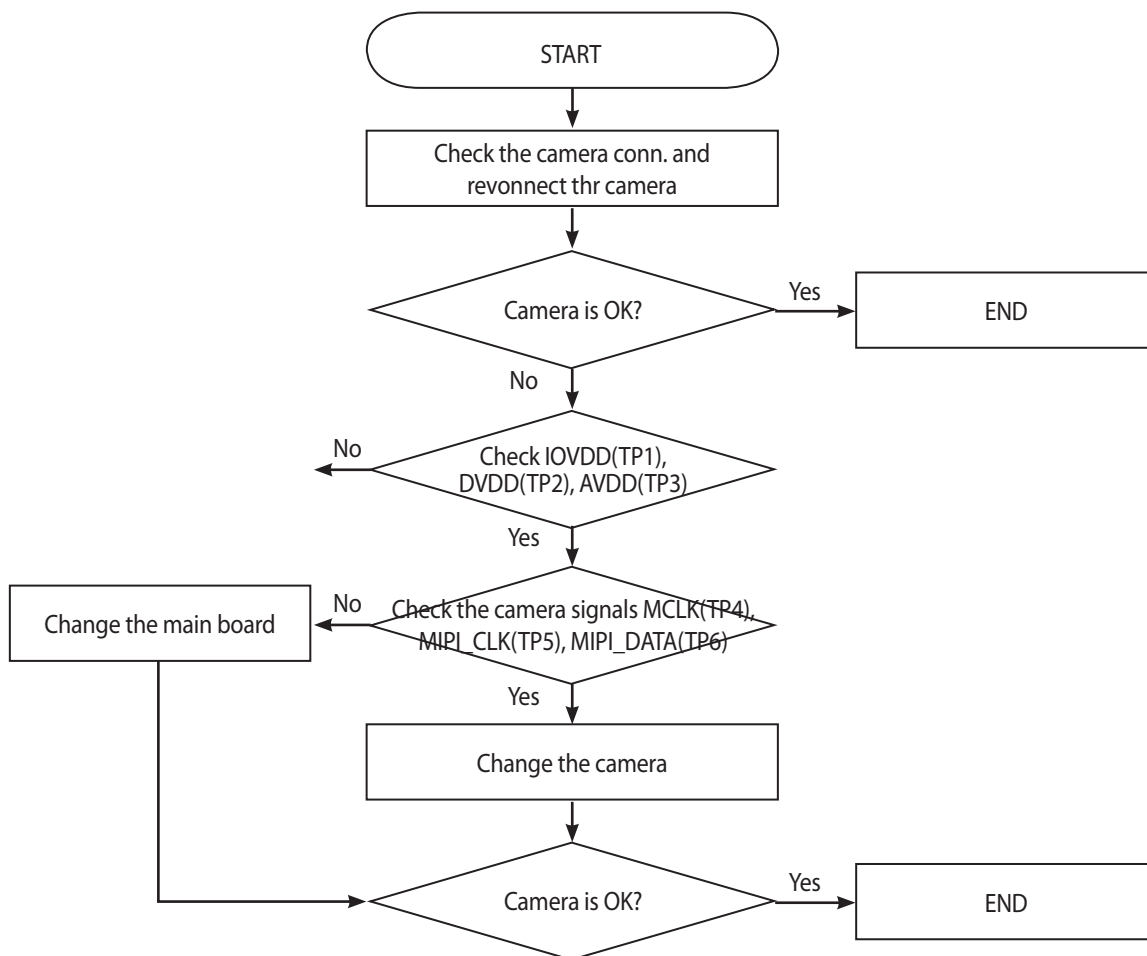 START
Check the camera conn. and
revonnect thr camera
Camera is OK?
Yes
END
No
No
Check IOVDD(TP1),
DVDD(TP2), AVDD(TP3)
Yes
Change the main board
No
Check the camera signals MCLK(TP4),
MIPI_CLK(TP5), MIPI_DATA(TP6)
Yes
Change the camera
Camera is OK?
Yes
END